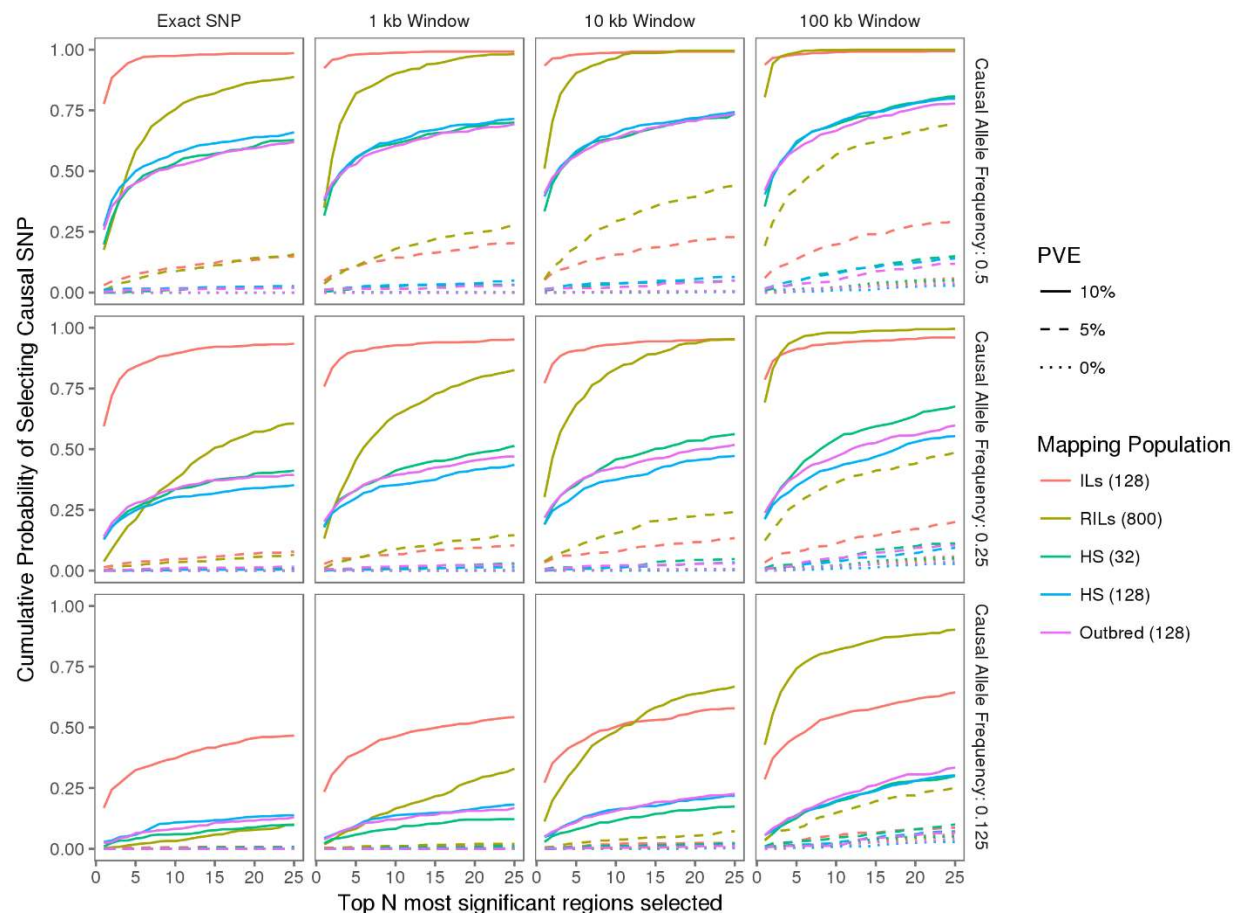 Exact SNP
1 kb Window
10 kb Window
100 kb Window
Cumulative Probability of Selecting Causal SNP
1.00
0.75
0.50
0.25
0.00
Causal Allele Frequency: 0.5
1.00
0.75
0.50
0.25
0.00
Causal Allele Frequency: 0.25
1.00
0.75
0.50
0.25
0.00
Causal Allele Frequency: 0.125
0 5 10 15 20 25
0 5 10 15 20 25
0 5 10 15 20 25
0 5 10 15 20 25
Top N most significant regions selected
PVE
10%
5%
0%
Mapping Population
ILs (128)
RILs (800)
HS (32)
HS (128)
Outbred (128)